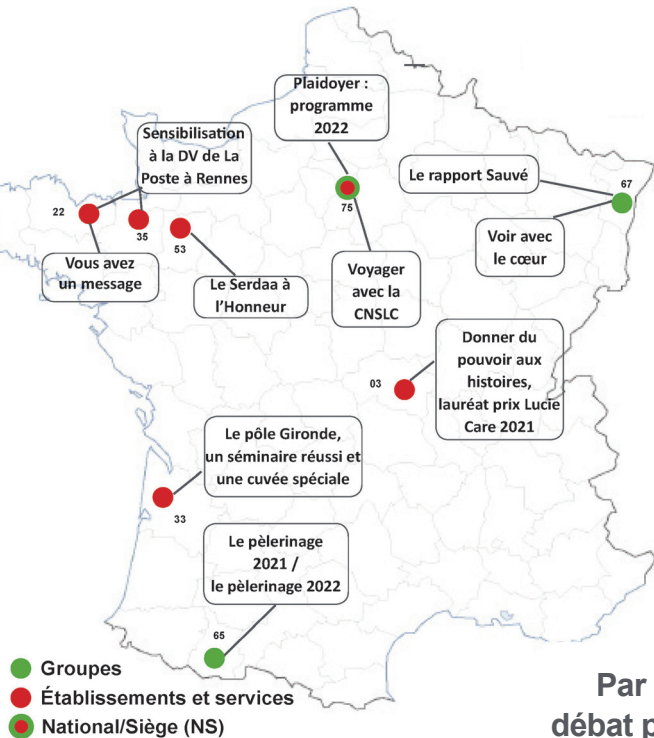 Plaidoyer :
programme
2022
Sensibilisation
à la DV de La
Poste à Rennes
Le rapport Sauvé
67
75
22
35
53
Voir avec
le cœur
Vous avez
un message
Le Serdaa à
l’Honneur
Voyager
avec la
CNSLC
Donner du
pouvoir aux
histoires,
lauréat prix Lucie
Care 2021
03
Le pôle Gironde,
un séminaire réussi et
une cuvée spéciale
33
Le pèlerinage
2021 /
le pèlerinage 2022
65
Groupes
Établissements et services
National/Siège (NS)
Par
débat p